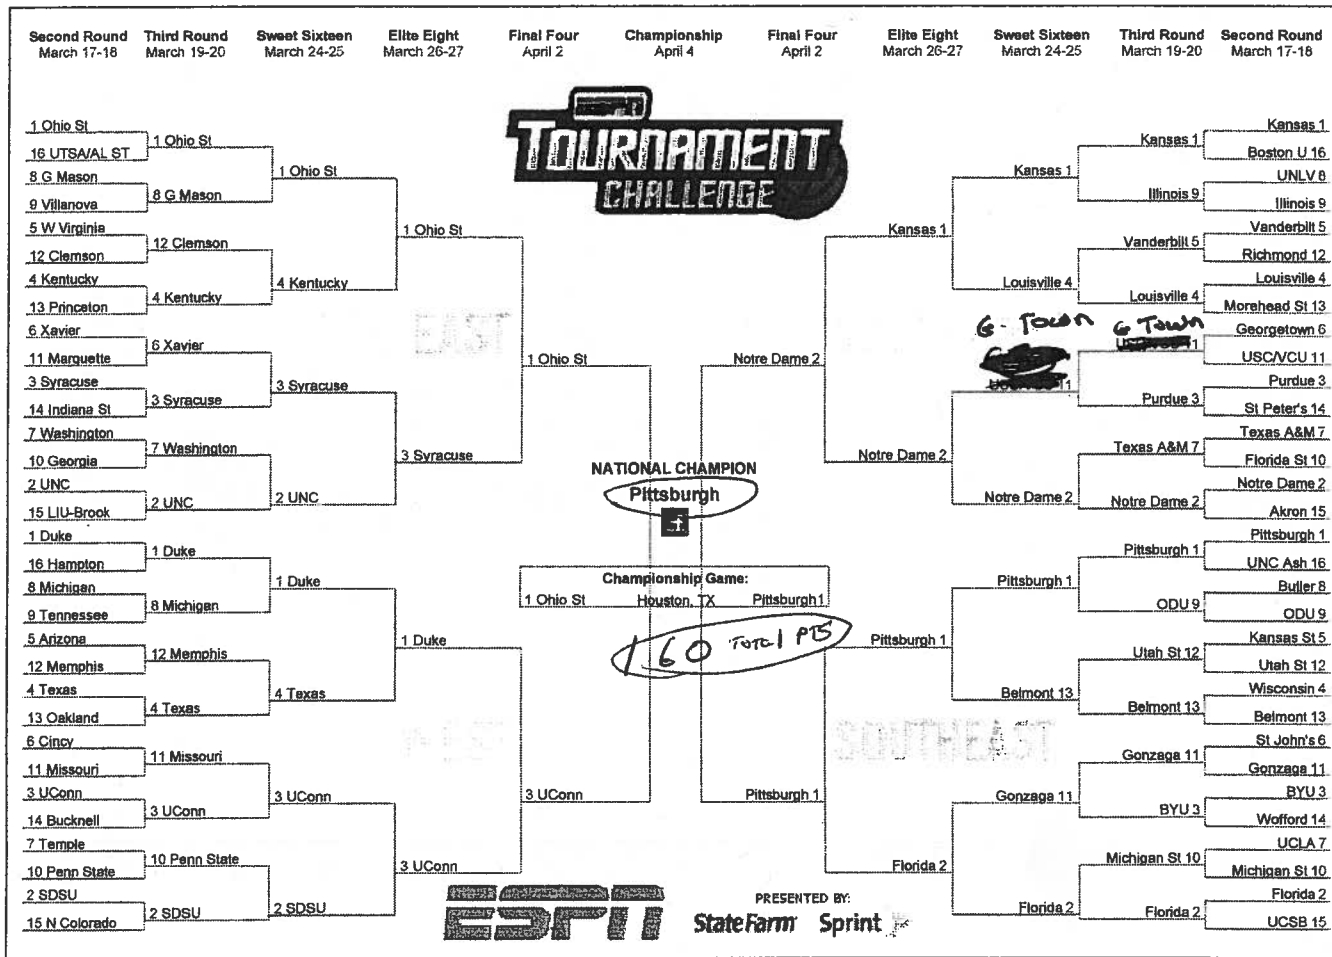 Second Round Third Round Sweet Sixteen Elite Eight Final Four Championship Final Four Elite Eight Sweet Sixteen Third Round Second Round
March 17-18 March 19-20 March 24-25 March 26-27 April 2 April 4 April 2 March 26-27 March 24-25 March 19-20 March 17-18
TOURNAMENT
CHALLENGE
1 Ohio St
16 UTSA/AL ST
8 G Mason
9 Villanova
5 W Virginia
12 Clemson
4 Kentucky
13 Princeton
6 Xavier
11 Marquette
3 Syracuse
14 Indiana St
7 Washington
10 Georgia
2 UNC
15 LIU-Brook
1 Duke
16 Hampton
8 Michigan
9 Tennessee
5 Arizona
12 Memphis
4 Texas
13 Oakland
6 Cincy
11 Missouri
3 UConn
14 Bucknell
7 Temple
10 Penn State
2 SDSU
15 N Colorado
1 Ohio St
8 G Mason
12 Clemson
4 Kentucky
6 Xavier
3 Syracuse
7 Washington
2 UNC
1 Duke
8 Michigan
12 Memphis
4 Texas
11 Missouri
3 UConn
10 Penn State
2 SDSU
1 Ohio St
4 Kentucky
3 Syracuse
2 UNC
1 Duke
4 Texas
3 UConn
2 SDSU
1 Ohio St
3 Syracuse
1 Duke
3 UConn
1 Ohio St
3 UConn
NATIONAL CHAMPION
Pittsburgh
Championship Game:
1 Ohio St Houston, TX Pittsburgh 1
160 Total PTS
Notre Dame 2
Pittsburgh 1
Kansas 1
Notre Dame 2
Pittsburgh 1
Florida 2
Kansas 1
Louisville 4
G-Town
Notre Dame 2
Pittsburgh 1
Belmont 13
Gonzaga 11
Florida 2
Kansas 1
Illinois 9
Vanderbilt 5
Louisville 4
G Town
Purdue 3
Texas A&M 7
Notre Dame 2
Pittsburgh 1
ODU 9
Utah St 12
Belmont 13
Gonzaga 11
BYU 3
Michigan St 10
Florida 2
Kansas 1
Boston U 16
UNLV 8
Illinois 9
Vanderbilt 5
Richmond 12
Louisville 4
Morehead St 13
Georgetown 6
USC/VCU 11
Purdue 3
St Peter's 14
Texas A&M 7
Florida St 10
Notre Dame 2
Akron 15
Pittsburgh 1
UNC Ash 16
Butler 8
ODU 9
Kansas St 5
Utah St 12
Wisconsin 4
Belmont 13
St John's 6
Gonzaga 11
BYU 3
Wofford 14
UCLA 7
Michigan St 10
Florida 2
UCSB 15
EAST
SOUTHEAST
ESPN
PRESENTED BY:
StateFarm Sprint